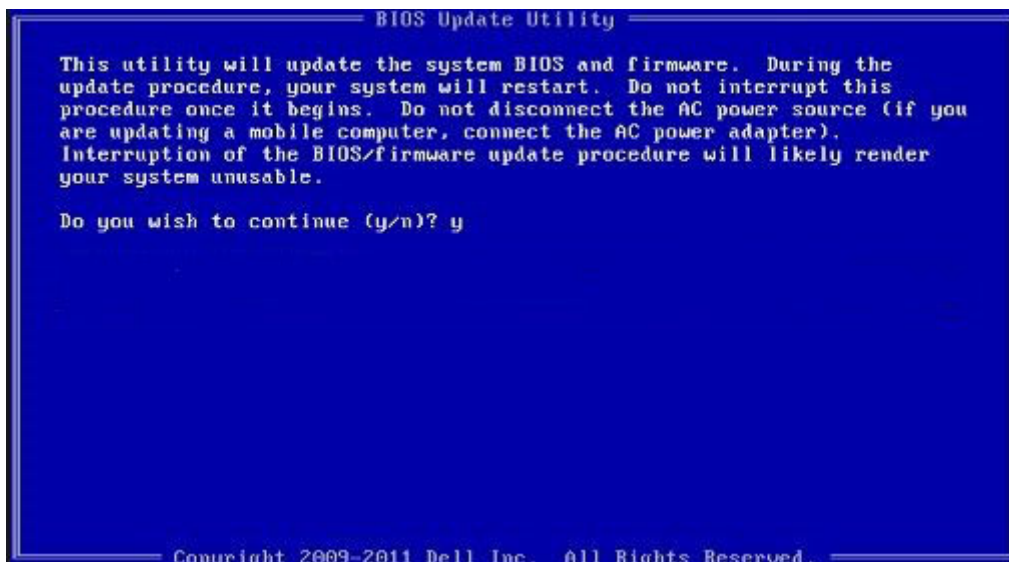 BIOS Update Utility
This utility will update the system BIOS and firmware. During the
update procedure, your system will restart. Do not interrupt this
procedure once it begins. Do not disconnect the AC power source (if you
are updating a mobile computer, connect the AC power adapter).
Interruption of the BIOS/firmware update procedure will likely render
your system unusable.
Do you wish to continue (y/n)? y
Copyright 2009-2011 Dell Inc. All Rights Reserved.